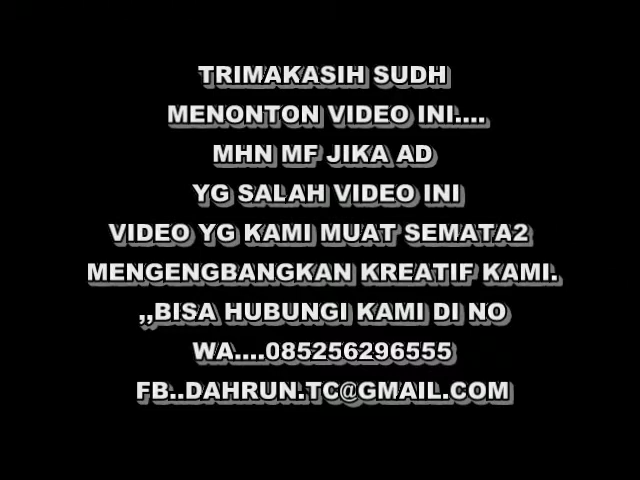 TRIMAKASIH SUDH
MENONTON VIDEO INI....
MHN MF JIKA AD
YG SALAH VIDEO INI
VIDEO YG KAMI MUAT SEMATA2
MENGENGBANGKAN KREATIF KAMI.
,,BISA HUBUNGI KAMI DI NO
WA....085256296555
FB..DAHRUN.TC@GMAIL.COM